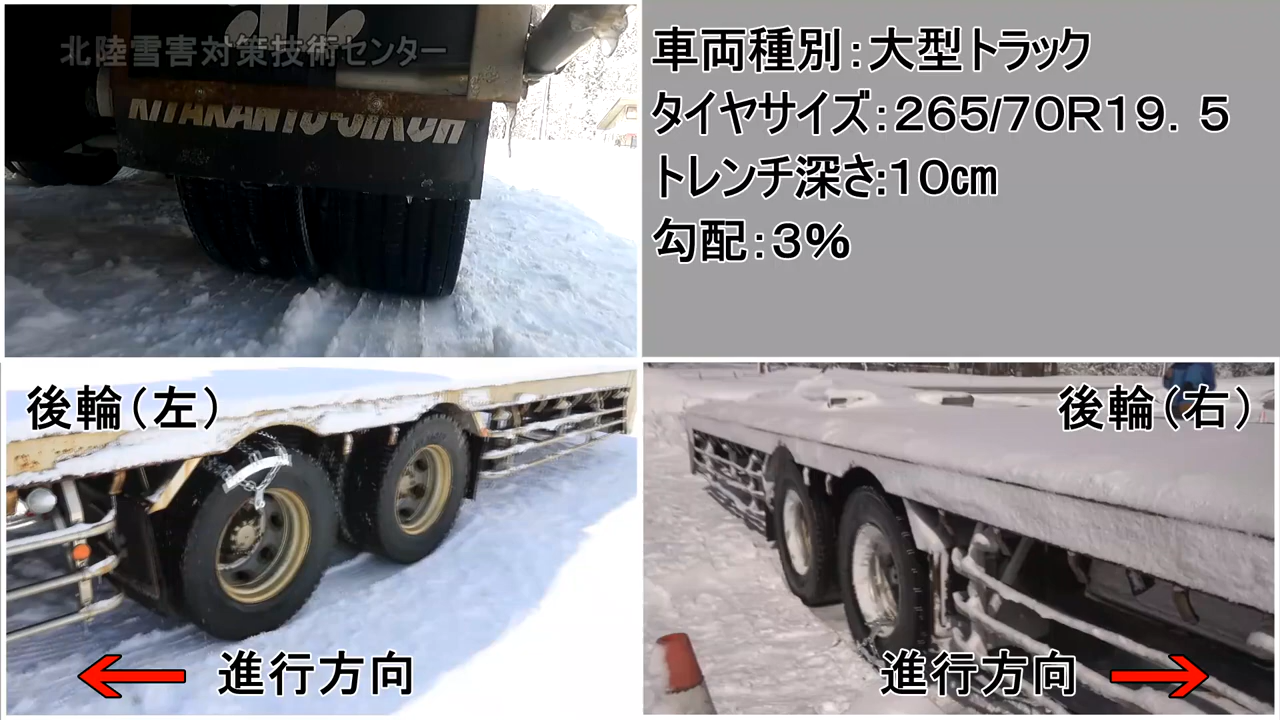 北陸雪害対策技術センター
KITAKANTO-SIKOH
車両種別：大型トラック
タイヤサイズ：265/70R19．5
トレンチ深さ:10㎝
勾配：3%
後輪（左）
後輪（右）
進行方向
進行方向